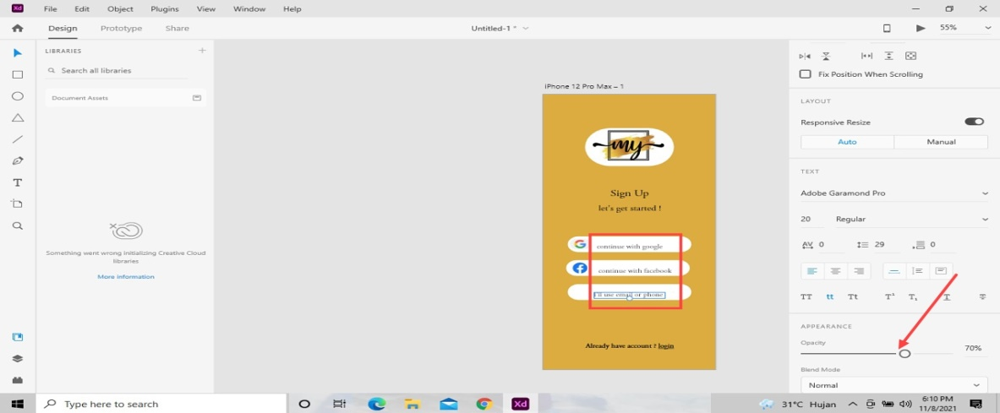 Xd File Edit Object Plugins View Window Help
Design Prototype Share Untitled-1 * 55%
LIBRARIES
Search all libraries
Document Assets
Something went wrong initializing Creative Cloud
libraries
More information
iPhone 12 Pro Max – 1
my
Sign Up
let's get started !
continue with google
continue with facebook
I'll use email or phone
Already have account ? login
Fix Position When Scrolling
LAYOUT
Responsive Resize
Auto Manual
TEXT
Adobe Garamond Pro
20 Regular
AV 0 29 0
TT tt Tt T¹ T₁ T
APPEARANCE
Opacity
70%
Blend Mode
Normal
Type here to search Xd 31°C Hujan 6:10 PM
11/8/2021